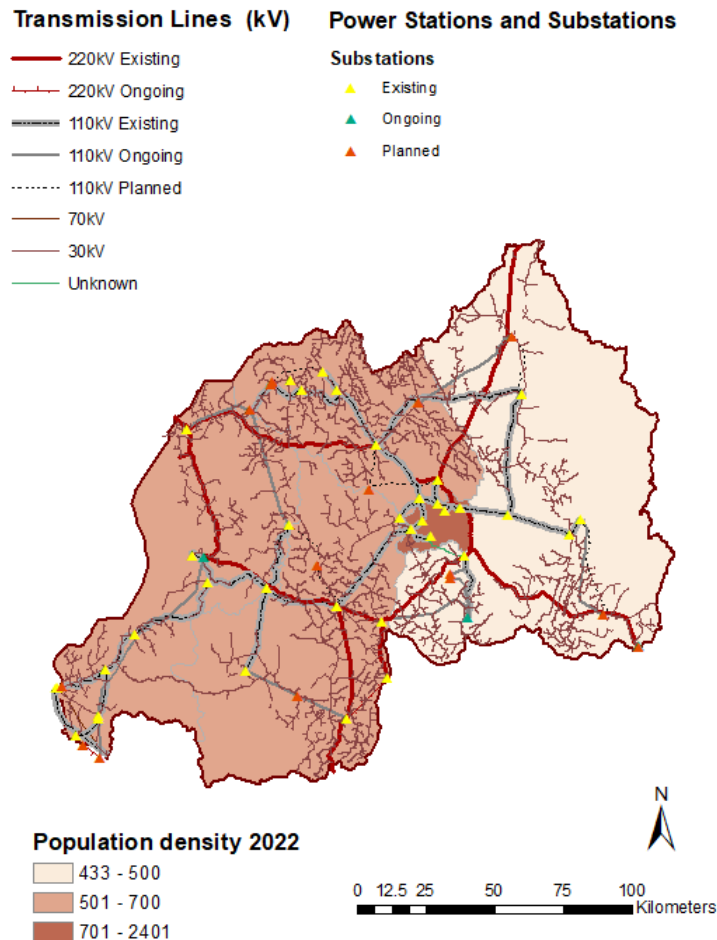 Transmission Lines (kV)
220kV Existing
220kV Ongoing
110kV Existing
110kV Ongoing
110kV Planned
70kV
30kV
Unknown
Power Stations and Substations
Substations
Existing
Ongoing
Planned
N
Population density 2022
433 - 500
501 - 700
701 - 2401
0 12.5 25 50 75 100
Kilometers